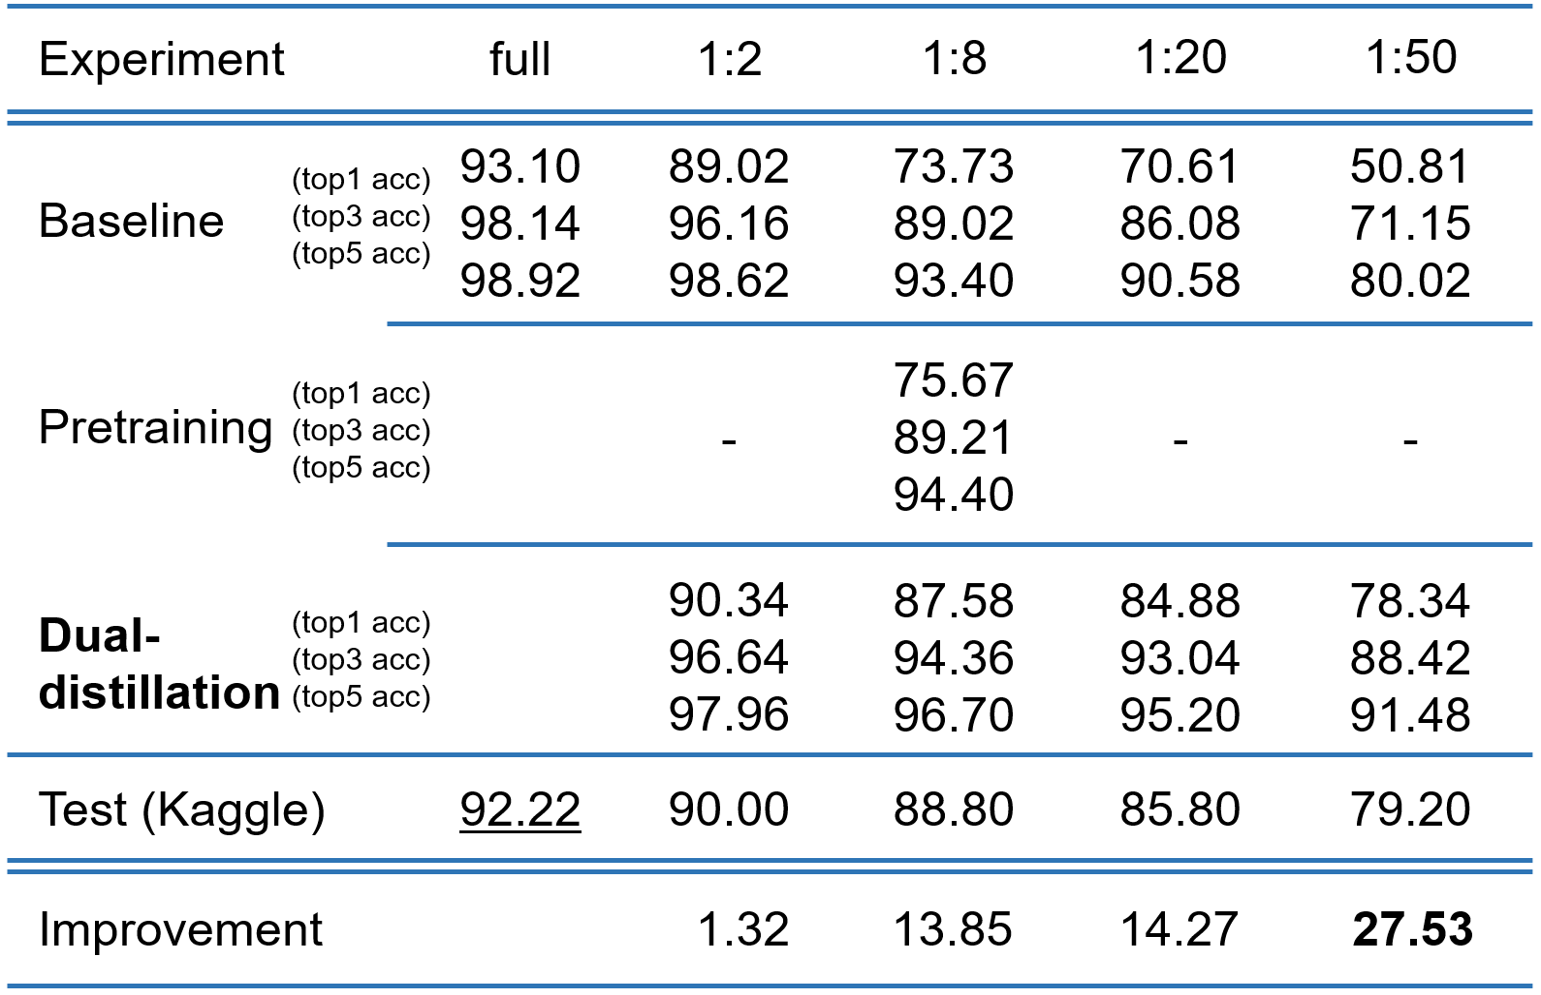 Experiment full 1:2 1:8 1:20 1:50
(top1 acc) 93.10 89.02 73.73 70.61 50.81
Baseline (top3 acc) 98.14 96.16 89.02 86.08 71.15
(top5 acc) 98.92 98.62 93.40 90.58 80.02
(top1 acc) 75.67
Pretraining (top3 acc) - 89.21 - -
(top5 acc) 94.40
(top1 acc) 90.34 87.58 84.88 78.34
Dual- (top3 acc) 96.64 94.36 93.04 88.42
distillation (top5 acc) 97.96 96.70 95.20 91.48
Test (Kaggle) 92.22 90.00 88.80 85.80 79.20
Improvement 1.32 13.85 14.27 27.53